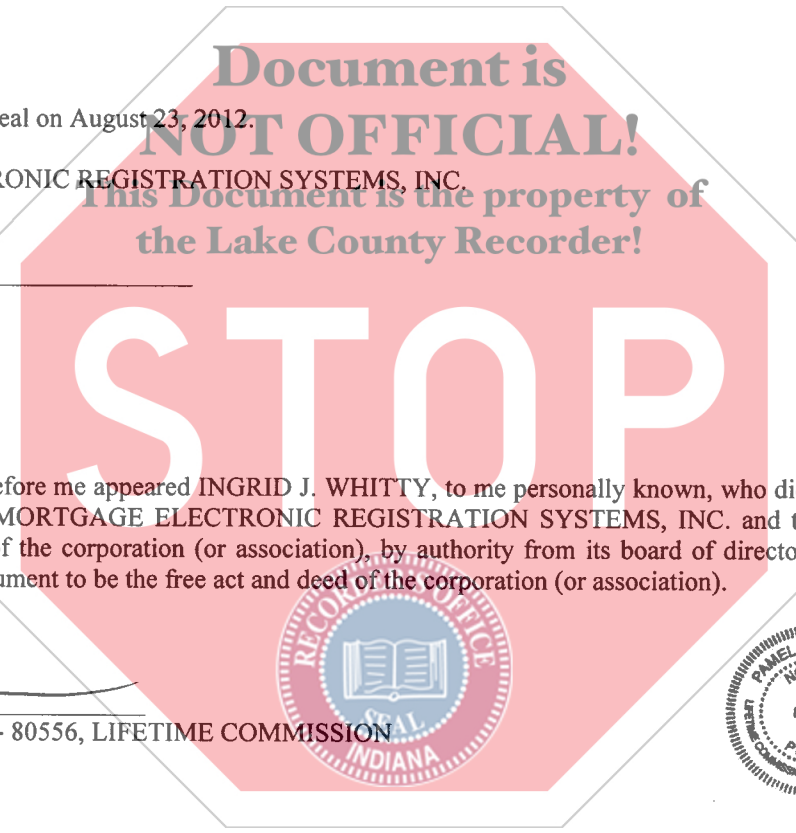 Document is
eal on August 23, 2012.
NOT OFFICIAL!
RONIC REGISTRATION SYSTEMS, INC.
This Document is the property of
the Lake County Recorder!
STOP
efore me appeared INGRID J. WHITTY, to me personally known, who di
MORTGAGE ELECTRONIC REGISTRATION SYSTEMS, INC. and t
f the corporation (or association), by authority from its board of directo
ument to be the free act and deed of the corporation (or association).
RECORDER'S OFFICE
SEAL
INDIANA
- 80556, LIFETIME COMMISSION
PAMEL
LIFETIME COMMISS